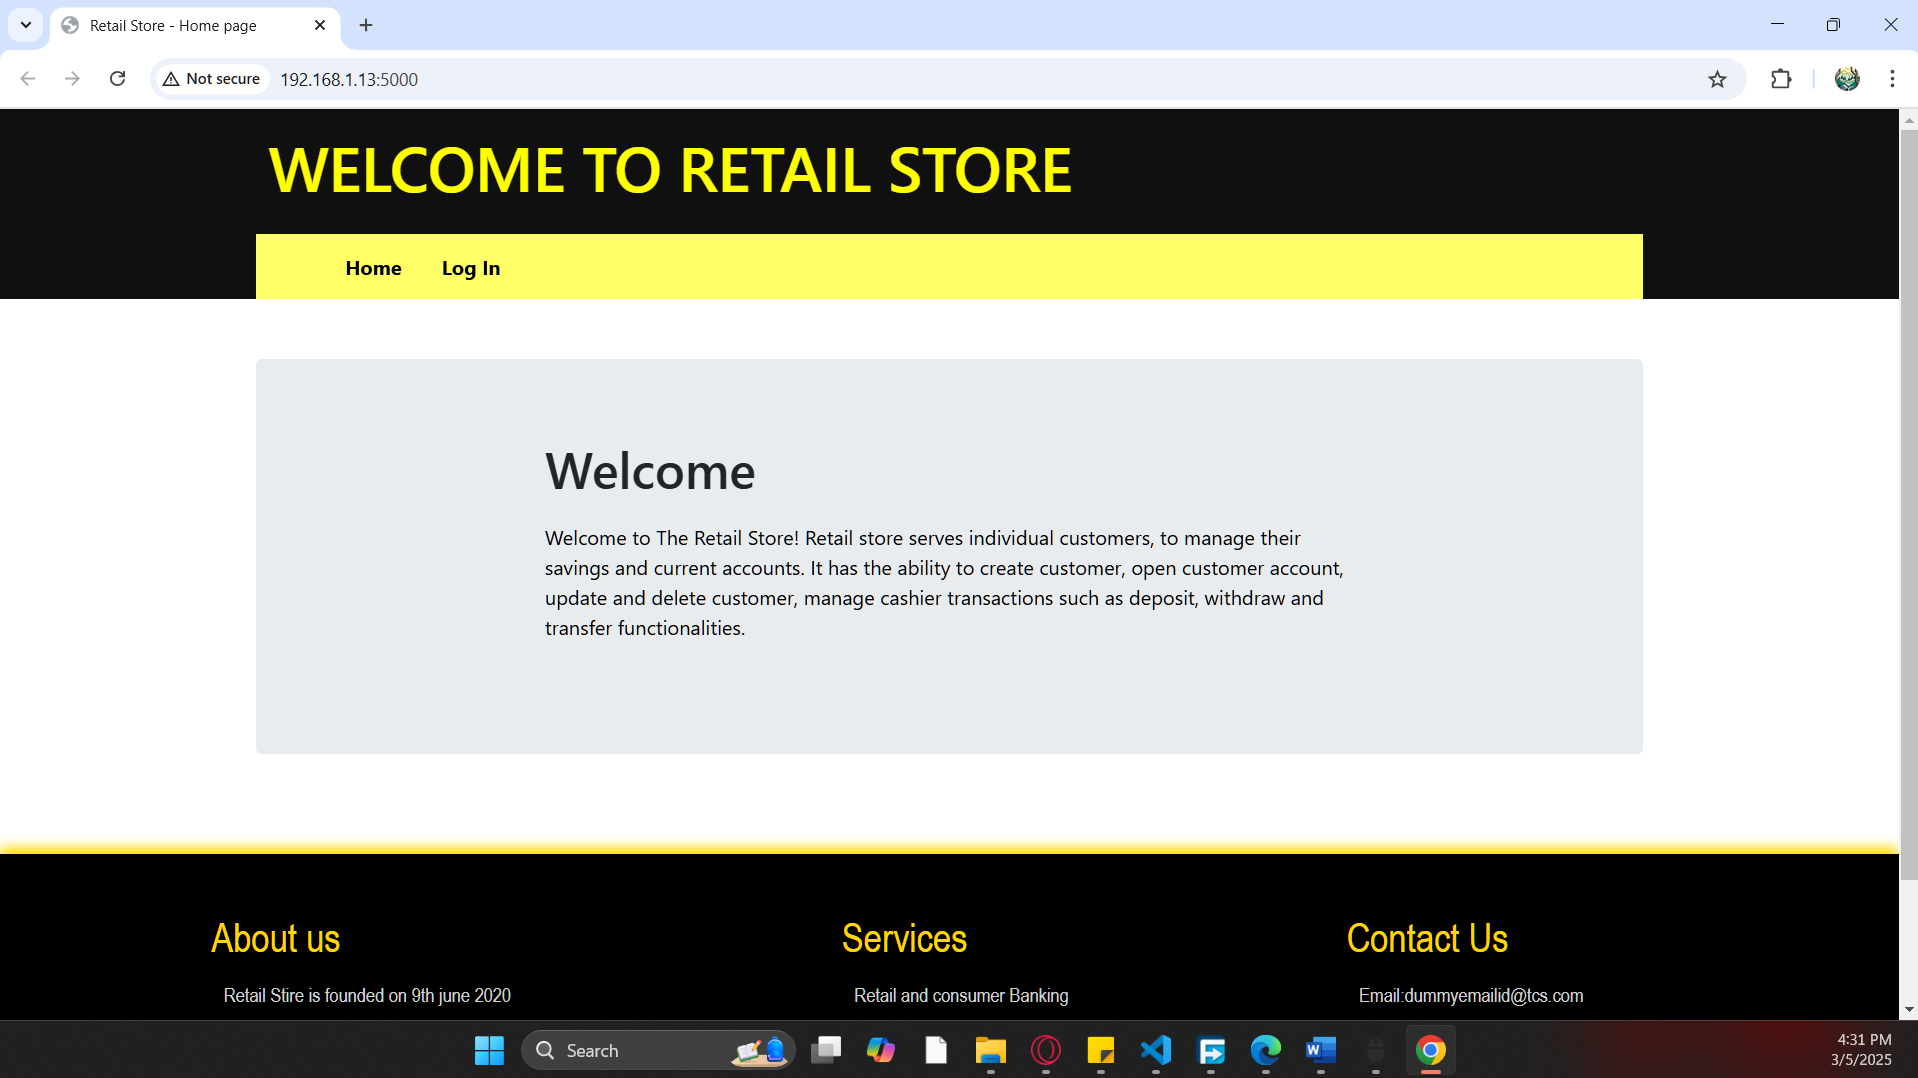 Retail Store - Home page
Not secure
192.168.1.13:5000
WELCOME TO RETAIL STORE
Home
Log In
Welcome
Welcome to The Retail Store! Retail store serves individual customers, to manage their
savings and current accounts. It has the ability to create customer, open customer account,
update and delete customer, manage cashier transactions such as deposit, withdraw and
transfer functionalities.
About us
Services
Contact Us
Retail Stire is founded on 9th june 2020
Retail and consumer Banking
Email:dummyemailid@tcs.com
Search
4:31 PM
3/5/2025